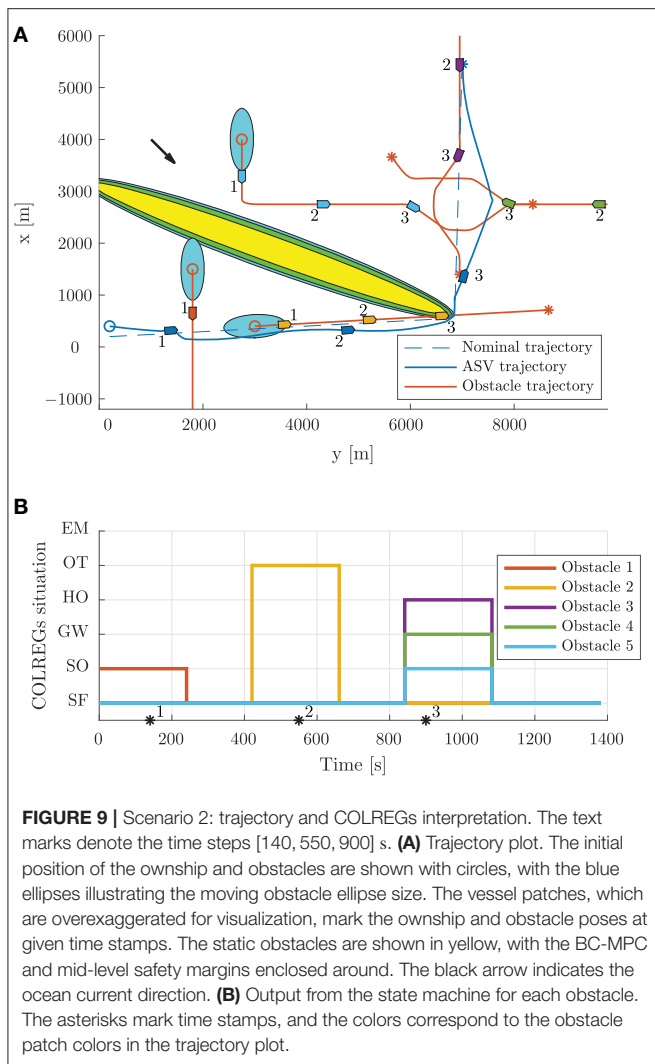 A
6000
5000
4000
3000
2000
1000
0
−1000
x [m]
0
2000
4000
6000
8000
y [m]
1
2
3
1
1
1
2
2
3
2
3
3
3
2
Nominal trajectory
ASV trajectory
Obstacle trajectory
B
EM
OT
HO
GW
SO
SF
COLREGs situation
Obstacle 1
Obstacle 2
Obstacle 3
Obstacle 4
Obstacle 5
1
2
3
0
200
400
600
800
1000
1200
1400
Time [s]
FIGURE 9 | Scenario 2: trajectory and COLREGs interpretation. The text
marks denote the time steps [140, 550, 900] s. (A) Trajectory plot. The initial
position of the ownship and obstacles are shown with circles, with the blue
ellipses illustrating the moving obstacle ellipse size. The vessel patches, which
are overexaggerated for visualization, mark the ownship and obstacle poses at
given time stamps. The static obstacles are shown in yellow, with the BC-MPC
and mid-level safety margins enclosed around. The black arrow indicates the
ocean current direction. (B) Output from the state machine for each obstacle.
The asterisks mark time stamps, and the colors correspond to the obstacle
patch colors in the trajectory plot.